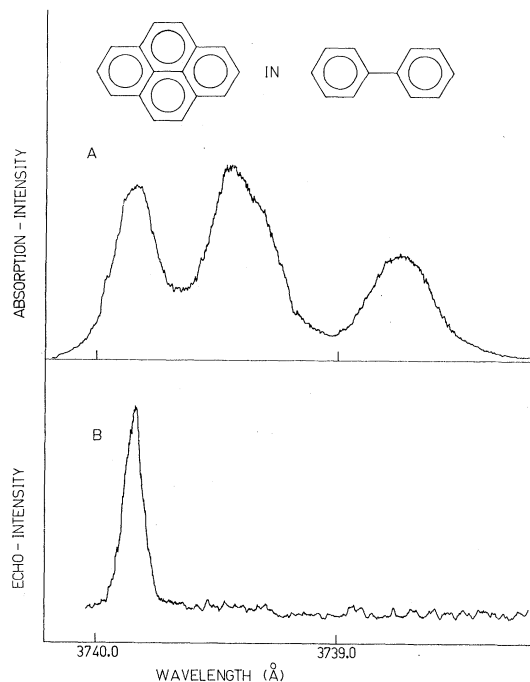 IN
A
ABSORPTION - INTENSITY
B
ECHO - INTENSITY
3740.0 3739.0
WAVELENGTH (Å)